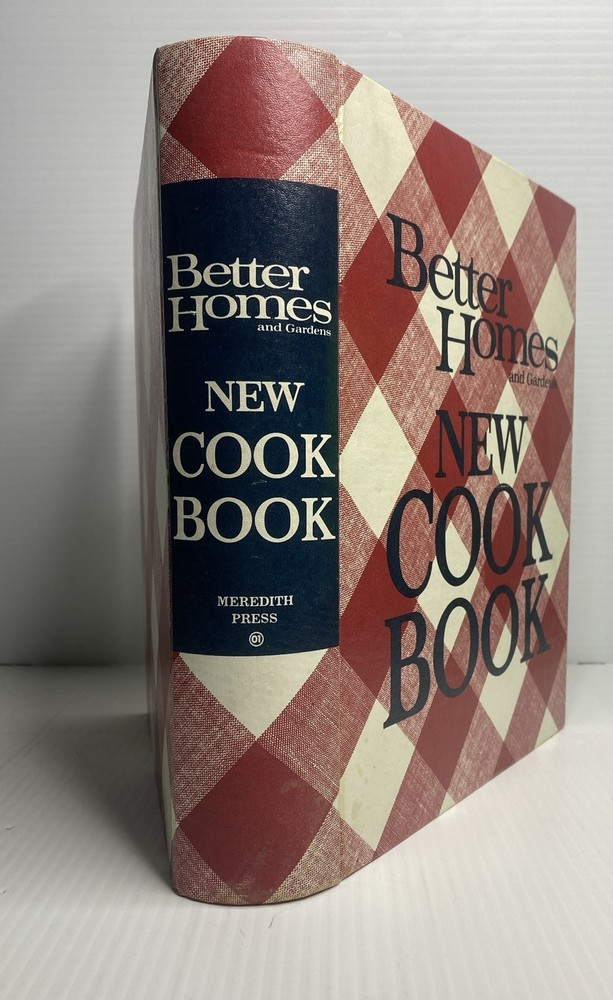 Better
Homes
and Gardens
NEW
COOK
BOOK
MEREDITH
PRESS
01
Better
Homes
and Gardens
NEW
COOK
BOOK